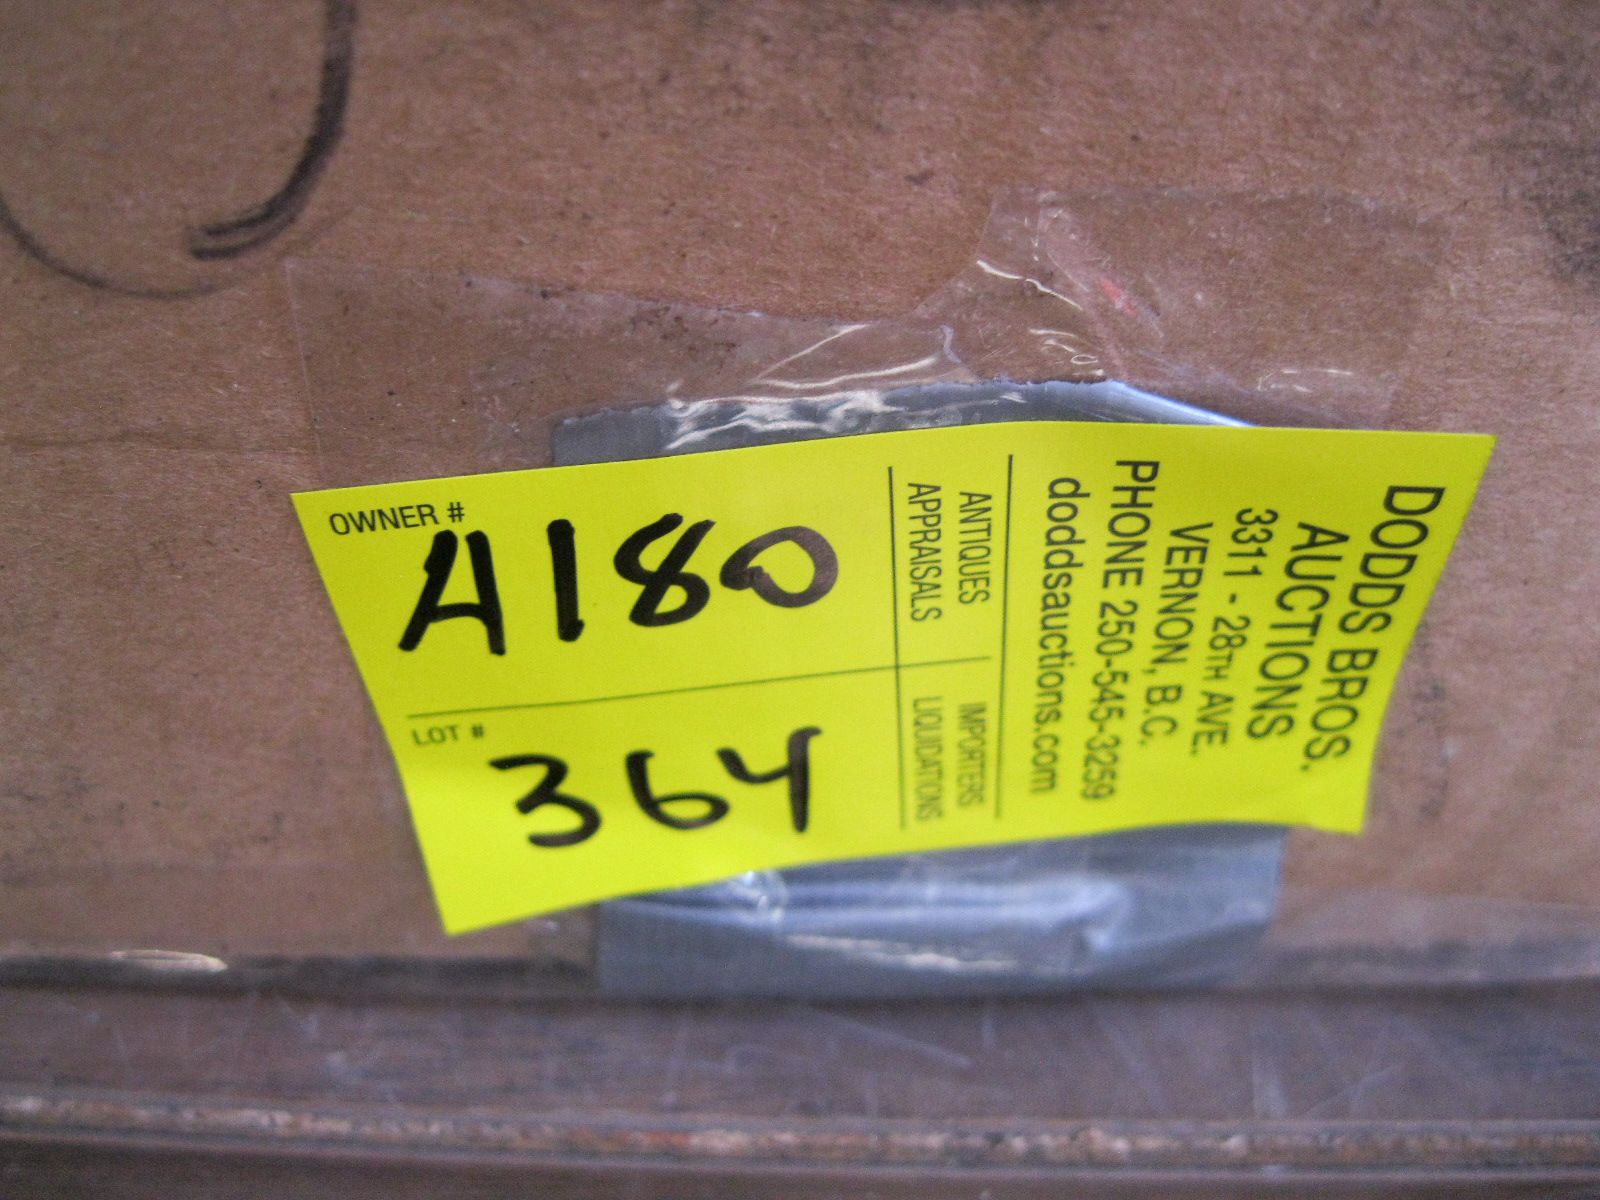 DODDS BROS.
AUCTIONS
3311 - 28TH AVE.
VERNON, B.C.
PHONE 250-545-3259
doddsauctions.com
ANTIQUES
APPRAISALS
IMPORTERS
LIQUIDATIONS
OWNER #
A180
LOT #
364